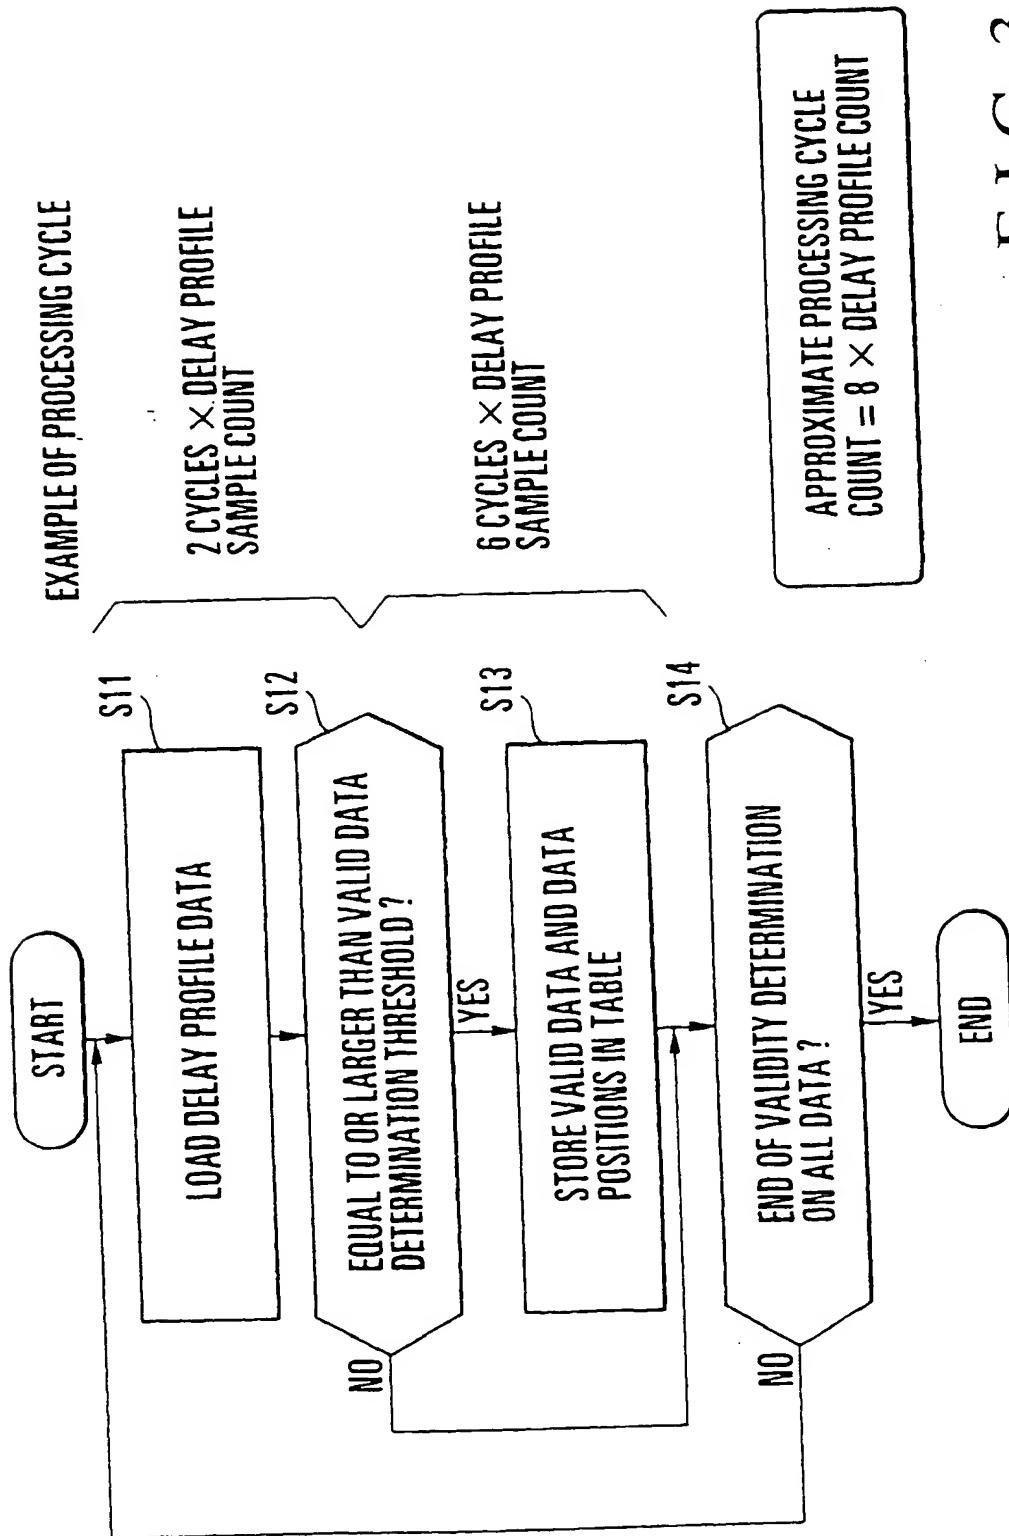 START
EXAMPLE OF PROCESSING CYCLE
S11
LOAD DELAY PROFILE DATA
2 CYCLES × DELAY PROFILE
SAMPLE COUNT
S12
EQUAL TO OR LARGER THAN VALID DATA
DETERMINATION THRESHOLD ?
NO
YES
S13
STORE VALID DATA AND DATA
POSITIONS IN TABLE
6 CYCLES × DELAY PROFILE
SAMPLE COUNT
S14
END OF VALIDITY DETERMINATION
ON ALL DATA ?
NO
YES
END
APPROXIMATE PROCESSING CYCLE
COUNT = 8 × DELAY PROFILE COUNT
FIG.